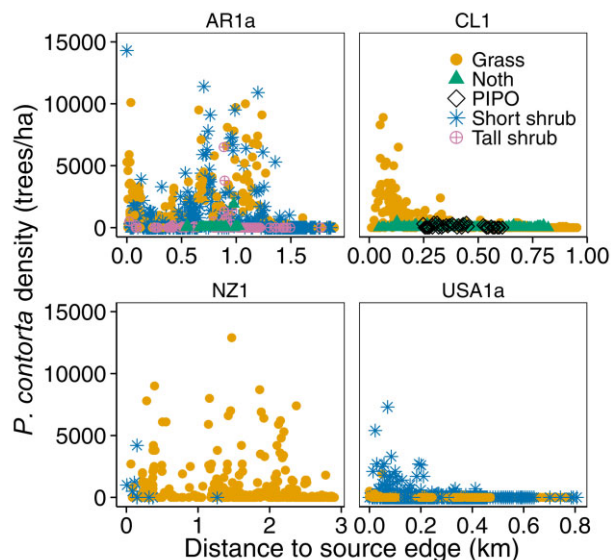 AR1a
CL1
15000
10000
5000
0
Grass
Noth
PIPO
Short shrub
Tall shrub
0.0 0.5 1.0 1.5
0.00 0.25 0.50 0.75 1.00
P. contorta density (trees/ha)
NZ1
USA1a
15000
10000
5000
0
0 1 2 3
0.0 0.2 0.4 0.6 0.8
Distance to source edge (km)